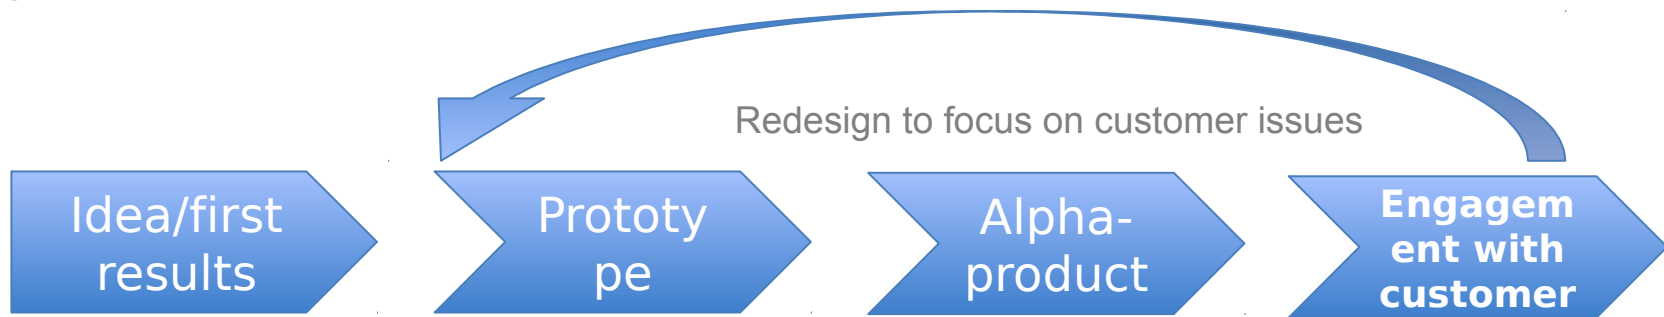 Redesign to focus on customer issues
Idea/first
results
Prototy
pe
Alpha-
product
Engagem
ent with
customer